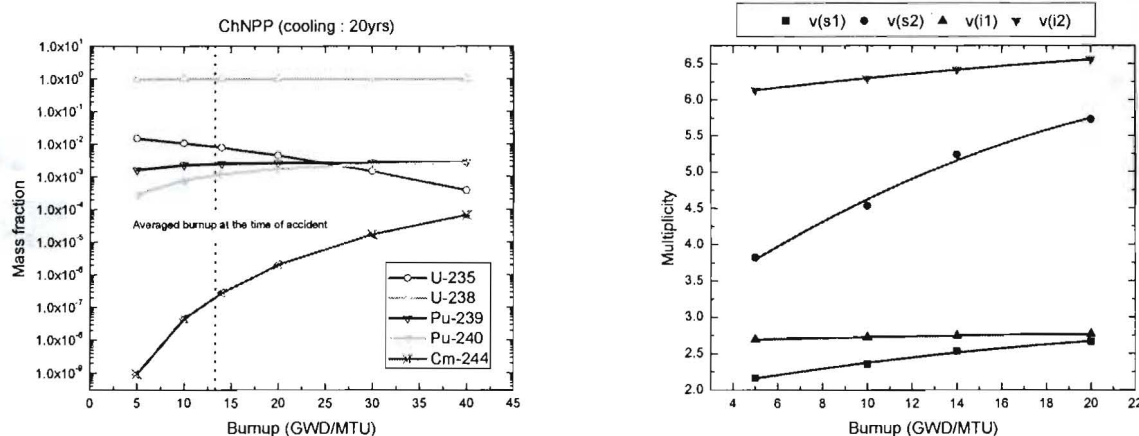 ChNPP (cooling : 20yrs)
1.0x10¹
1.0x10⁰
1.0x10⁻¹
1.0x10⁻²
1.0x10⁻³
1.0x10⁻⁴
1.0x10⁻⁵
1.0x10⁻⁶
1.0x10⁻⁷
1.0x10⁻⁸
1.0x10⁻⁹
Mass fraction
Averaged burnup at the time of accident
U-235
U-238
Pu-239
Pu-240
Cm-244
0 5 10 15 20 25 30 35 40 45
Burnup (GWD/MTU)
v(s1) v(s2) v(i1) v(i2)
6.5
6.0
5.5
5.0
4.5
4.0
3.5
3.0
2.5
2.0
Multiplicity
4 6 8 10 12 14 16 18 20 22
Burnup (GWD/MTU)